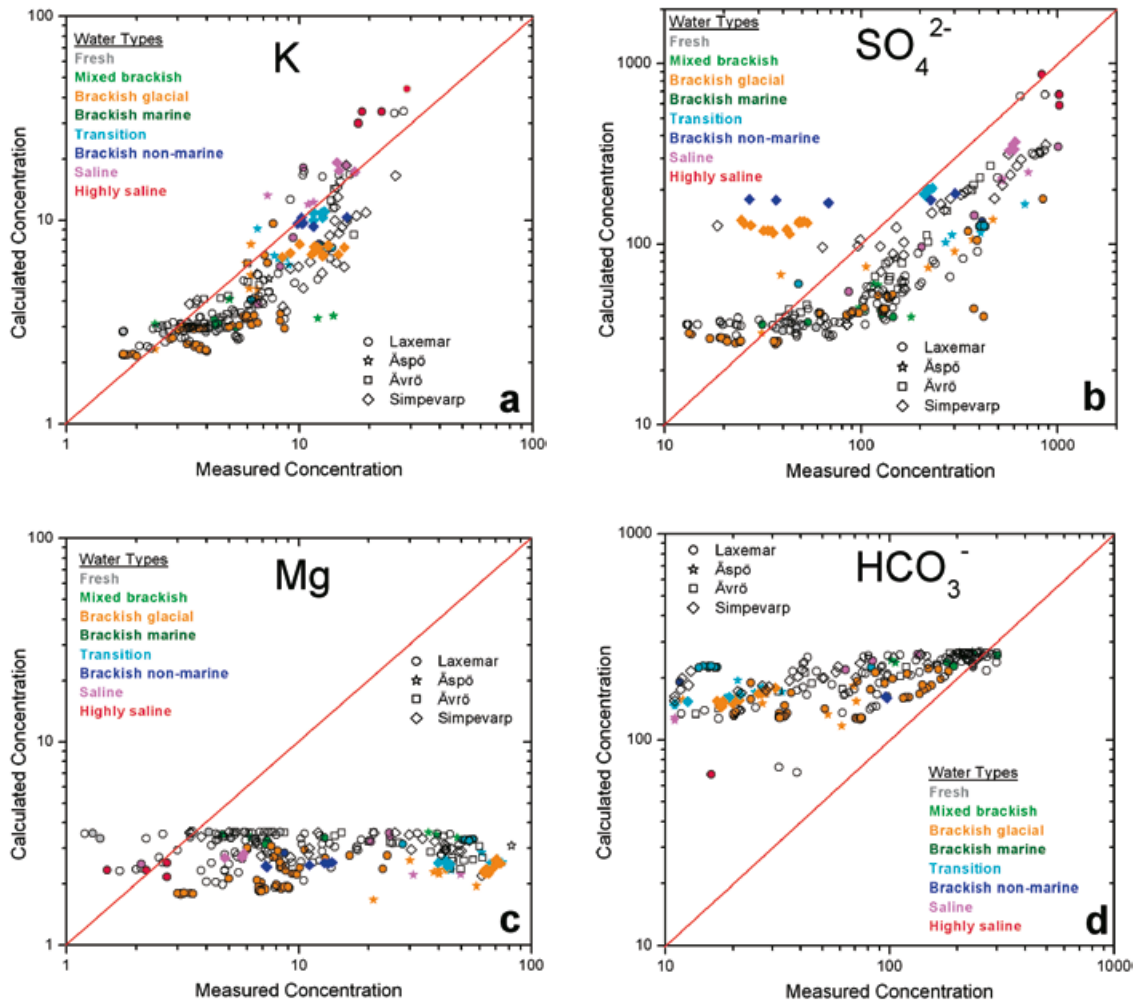 100
10
1
Calculated Concentration
Water Types
Fresh
Mixed brackish
Brackish glacial
Brackish marine
Transition
Brackish non-marine
Saline
Highly saline
K
Laxemar
Äspö
Ävrö
Simpevarp
a
1
10
100
Measured Concentration
1000
100
10
Calculated Concentration
Water Types
Fresh
Mixed brackish
Brackish glacial
Brackish marine
Transition
Brackish non-marine
Saline
Highly saline
SO4 2-
Laxemar
Äspö
Ävrö
Simpevarp
b
10
100
1000
Measured Concentration
100
10
1
Calculated Concentration
Water Types
Fresh
Mixed brackish
Brackish glacial
Brackish marine
Transition
Brackish non-marine
Saline
Highly saline
Mg
Laxemar
Äspö
Ävrö
Simpevarp
c
1
10
100
Measured Concentration
1000
100
10
Calculated Concentration
Laxemar
Äspö
Ävrö
Simpevarp
HCO3 -
Water Types
Fresh
Mixed brackish
Brackish glacial
Brackish marine
Transition
Brackish non-marine
Saline
Highly saline
d
10
100
1000
Measured Concentration